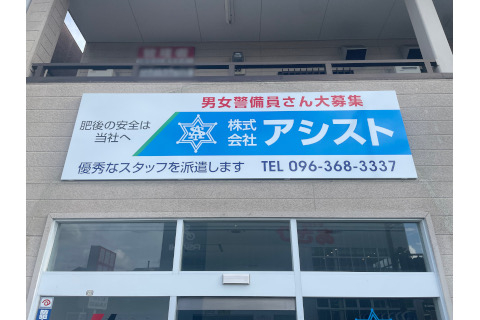 男女警備員さん大募集
肥後の安全は
当社へ
株式
会社
アシスト
優秀なスタッフを派遣します
TEL 096-368-3337